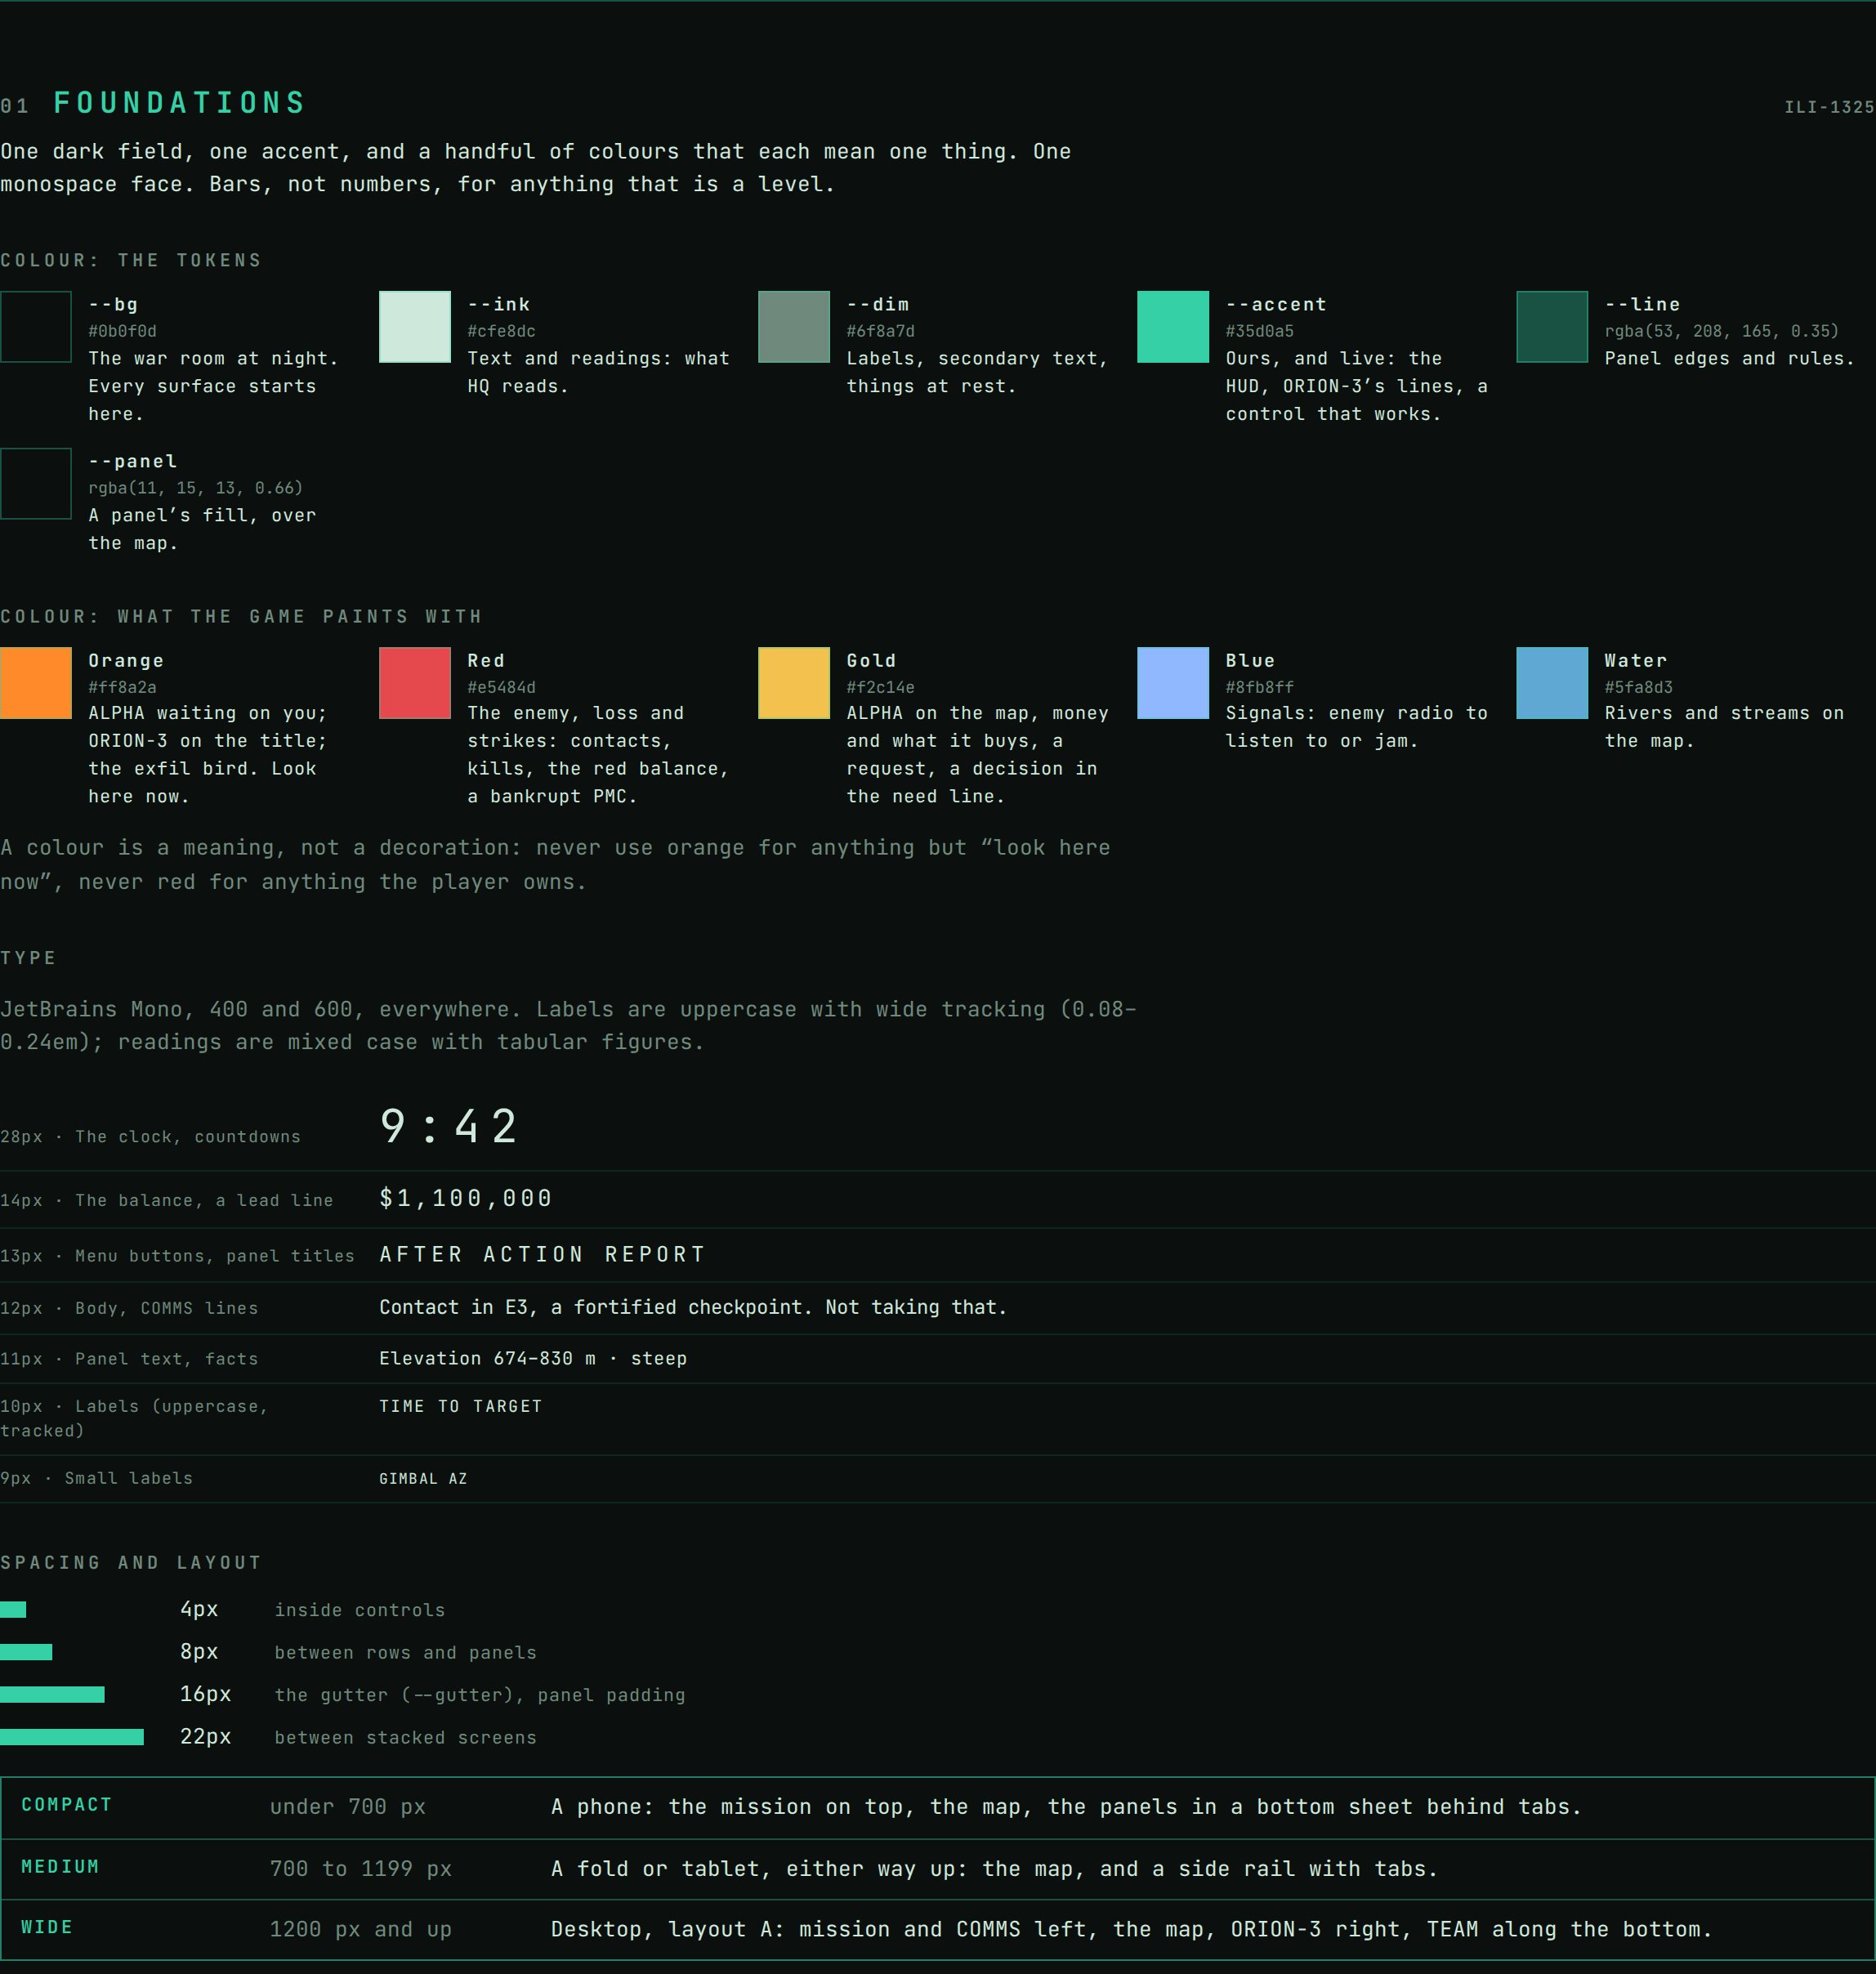 01 FOUNDATIONS
ILI-1325
One dark field, one accent, and a handful of colours that each mean one thing. One
monospace face. Bars, not numbers, for anything that is a level.
COLOUR: THE TOKENS
--bg
#0b0f0d
The war room at night.
Every surface starts
here.
--ink
#cfe8dc
Text and readings: what
HQ reads.
--dim
#6f8a7d
Labels, secondary text,
things at rest.
--accent
#35d0a5
Ours, and live: the
HUD, ORION-3’s lines, a
control that works.
--line
rgba(53, 208, 165, 0.35)
Panel edges and rules.
--panel
rgba(11, 15, 13, 0.66)
A panel’s fill, over
the map.
COLOUR: WHAT THE GAME PAINTS WITH
Orange
#ff8a2a
ALPHA waiting on you;
ORION-3 on the title;
the exfil bird. Look
here now.
Red
#e5484d
The enemy, loss and
strikes: contacts,
kills, the red balance,
a bankrupt PMC.
Gold
#f2c14e
ALPHA on the map, money
and what it buys, a
request, a decision in
the need line.
Blue
#8fb8ff
Signals: enemy radio to
listen to or jam.
Water
#5fa8d3
Rivers and streams on
the map.
A colour is a meaning, not a decoration: never use orange for anything but “look here
now”, never red for anything the player owns.
TYPE
JetBrains Mono, 400 and 600, everywhere. Labels are uppercase with wide tracking (0.08–
0.24em); readings are mixed case with tabular figures.
28px · The clock, countdowns
9:42
14px · The balance, a lead line
$1,100,000
13px · Menu buttons, panel titles
AFTER ACTION REPORT
12px · Body, COMMS lines
Contact in E3, a fortified checkpoint. Not taking that.
11px · Panel text, facts
Elevation 674–830 m · steep
10px · Labels (uppercase,
tracked)
TIME TO TARGET
9px · Small labels
GIMBAL AZ
SPACING AND LAYOUT
4px inside controls
8px between rows and panels
16px the gutter (--gutter), panel padding
22px between stacked screens
COMPACT under 700 px A phone: the mission on top, the map, the panels in a bottom sheet behind tabs.
MEDIUM 700 to 1199 px A fold or tablet, either way up: the map, and a side rail with tabs.
WIDE 1200 px and up Desktop, layout A: mission and COMMS left, the map, ORION-3 right, TEAM along the bottom.